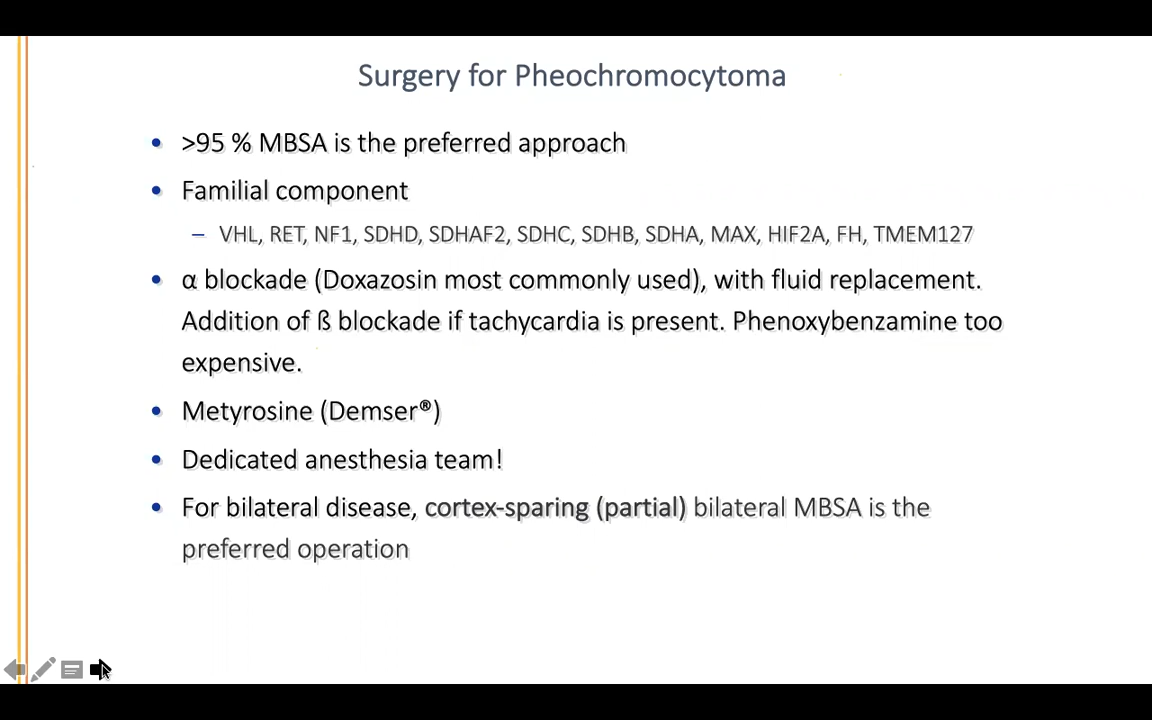 Surgery for Pheochromocytoma
• >95 % MBSA is the preferred approach
• Familial component
– VHL, RET, NF1, SDHD, SDHAF2, SDHC, SDHB, SDHA, MAX, HIF2A, FH, TMEM127
• α blockade (Doxazosin most commonly used), with fluid replacement.
Addition of ß blockade if tachycardia is present. Phenoxybenzamine too
expensive.
• Metyrosine (Demser®)
• Dedicated anesthesia team!
• For bilateral disease, cortex-sparing (partial) bilateral MBSA is the
preferred operation